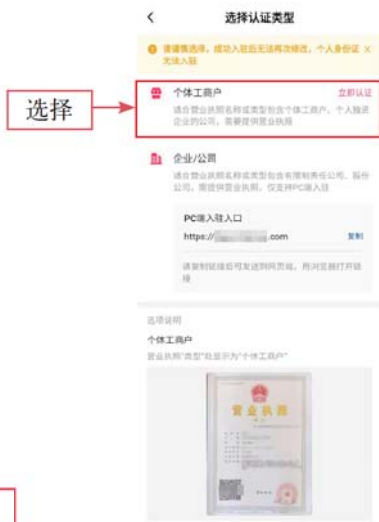 选择认证类型
请谨慎选择，成功入驻后无法再次修改，个人身份证
无法入驻
选择
个体工商户
立即认证
适合营业执照名称或类型包含个体工商户、个人独资
企业的公司，需要提供营业执照
企业/公司
适合营业执照名称或类型包含有限责任公司、股份
公司，需提供营业执照，仅支持PC端入驻
PC端入驻入口
https:// .com
复制
请复制链接后可发送到网页端，用浏览器打开链
接
选项说明
个体工商户
营业执照“类型”处显示为“个体工商户”
营业执照